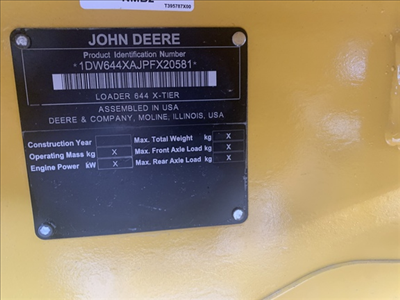 T395707X00
JOHN DEERE
Product Identification Number
*1DW644XAJPFX20581*
LOADER 644 X-TIER
ASSEMBLED IN USA
DEERE & COMPANY, MOLINE, ILLINOIS, USA
Construction Year Max. Total Weight kg X
Operating Mass kg X Max. Front Axle Load kg X
Engine Power kW X Max. Rear Axle Load kg X